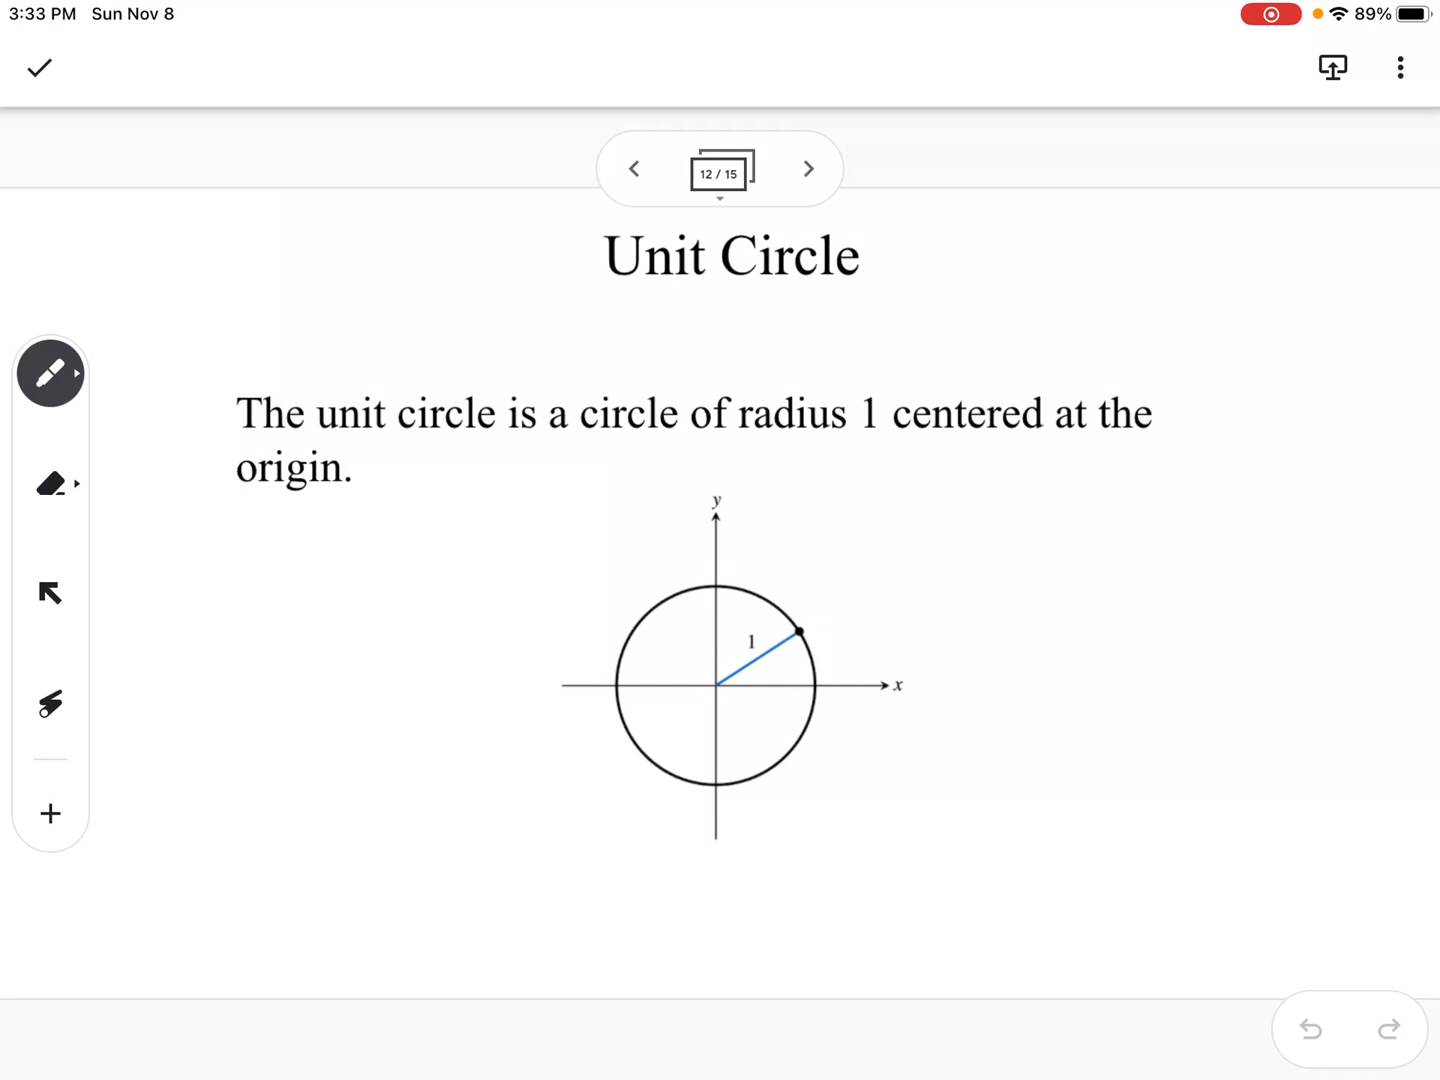 3:33 PM Sun Nov 8
89%
12 / 15
Unit Circle
The unit circle is a circle of radius 1 centered at the
origin.
y
1
x